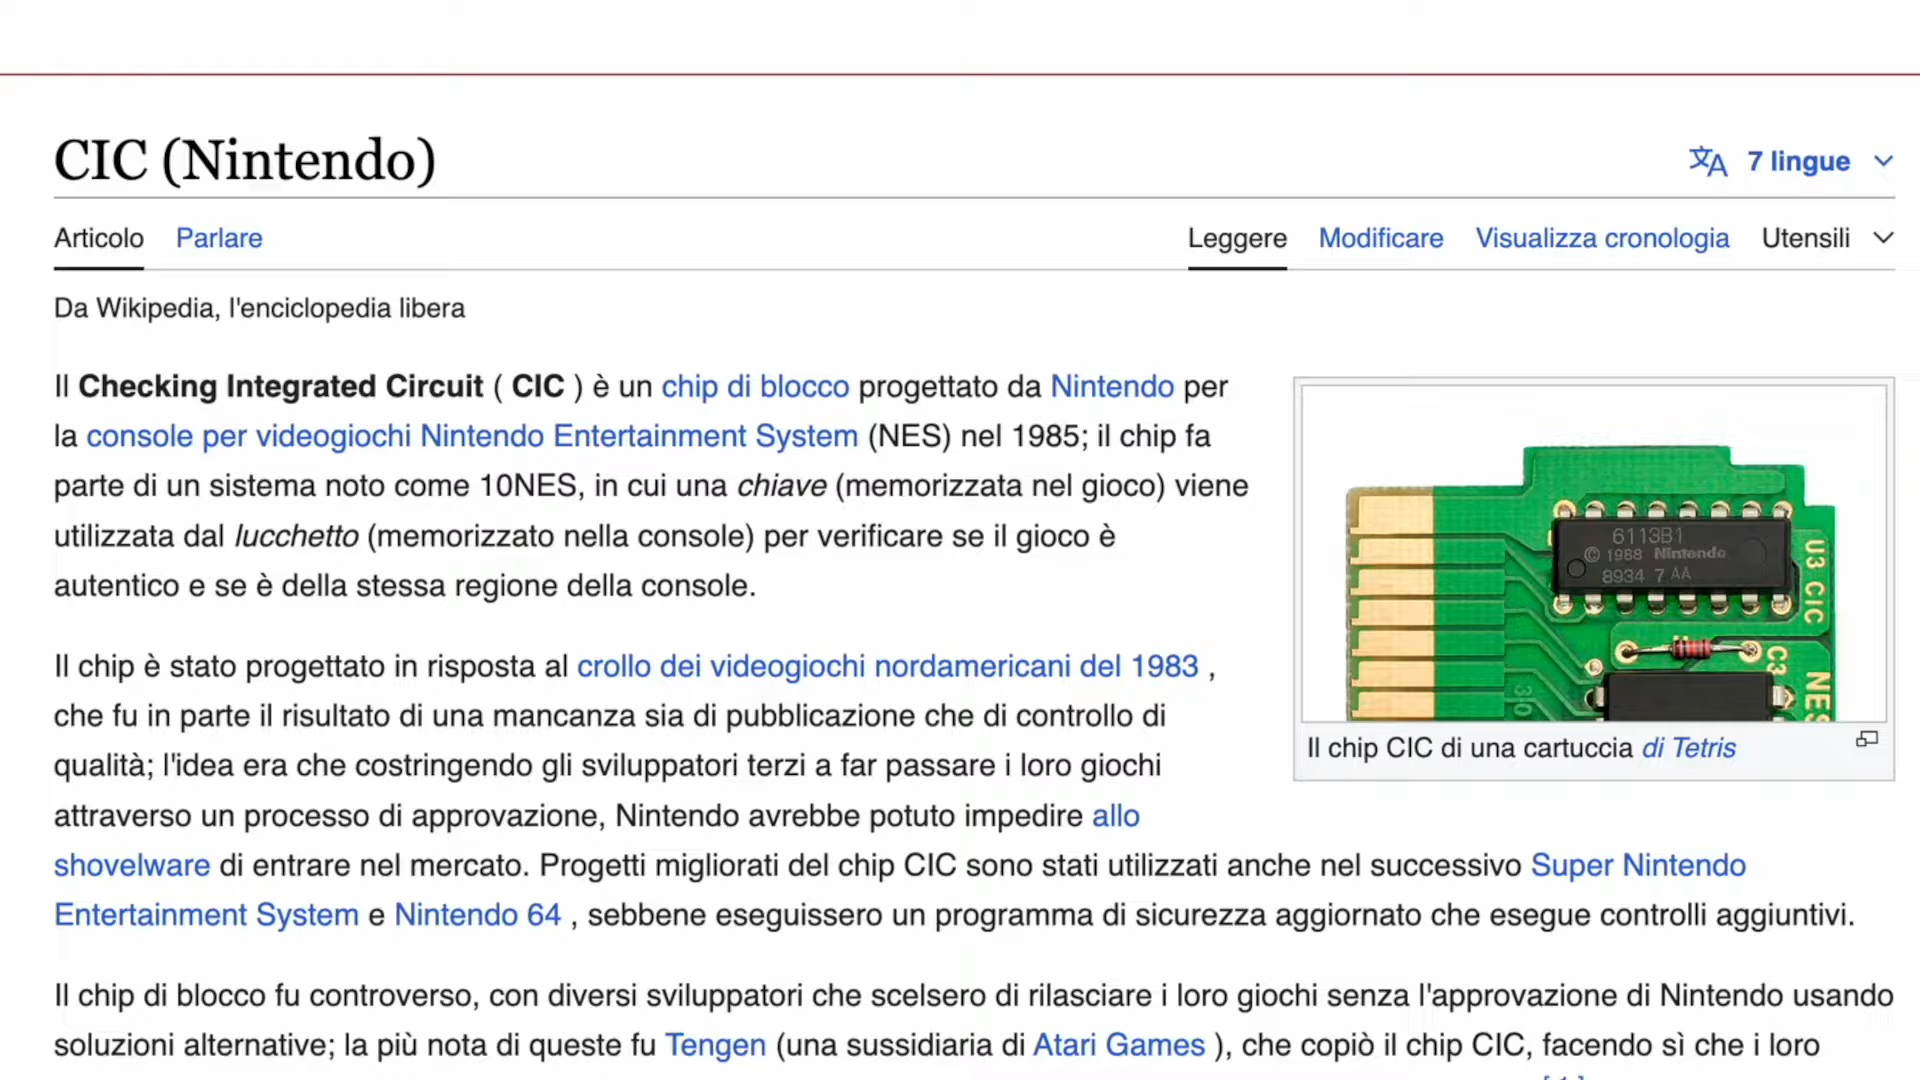 CIC (Nintendo)
7 lingue
Articolo Parlare Leggere Modificare Visualizza cronologia Utensili
Da Wikipedia, l'enciclopedia libera
Il Checking Integrated Circuit ( CIC ) è un chip di blocco progettato da Nintendo per
la console per videogiochi Nintendo Entertainment System (NES) nel 1985; il chip fa
parte di un sistema noto come 10NES, in cui una chiave (memorizzata nel gioco) viene
utilizzata dal lucchetto (memorizzato nella console) per verificare se il gioco è
autentico e se è della stessa regione della console.
6113B1
© 1988 Nintendo
8934 7 AA
U3 CIC
C3
NES
30
Il chip CIC di una cartuccia di Tetris
Il chip è stato progettato in risposta al crollo dei videogiochi nordamericani del 1983 ,
che fu in parte il risultato di una mancanza sia di pubblicazione che di controllo di
qualità; l'idea era che costringendo gli sviluppatori terzi a far passare i loro giochi
attraverso un processo di approvazione, Nintendo avrebbe potuto impedire allo
shovelware di entrare nel mercato. Progetti migliorati del chip CIC sono stati utilizzati anche nel successivo Super Nintendo
Entertainment System e Nintendo 64 , sebbene eseguissero un programma di sicurezza aggiornato che esegue controlli aggiuntivi.
Il chip di blocco fu controverso, con diversi sviluppatori che scelsero di rilasciare i loro giochi senza l'approvazione di Nintendo usando
soluzioni alternative; la più nota di queste fu Tengen (una sussidiaria di Atari Games ), che copiò il chip CIC, facendo sì che i loro